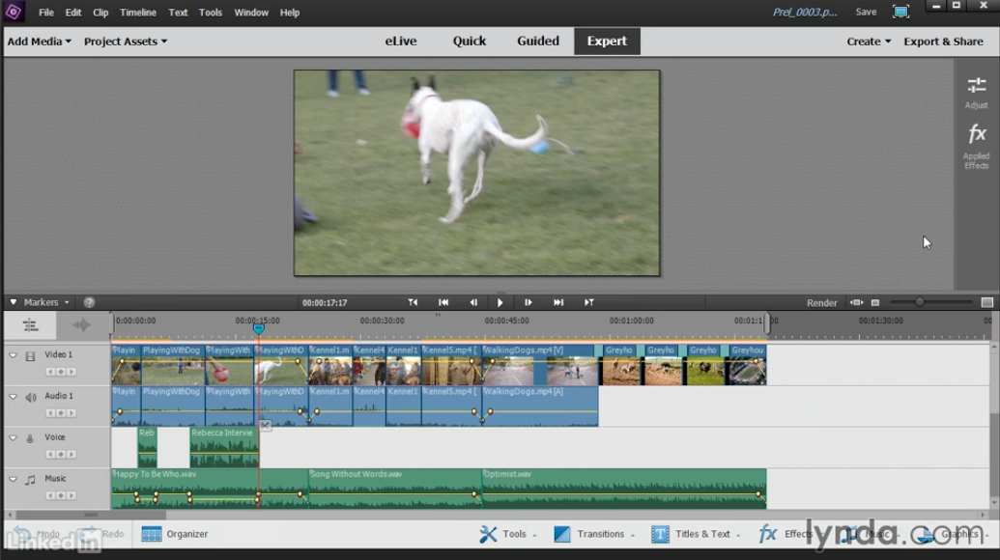 File Edit Clip Timeline Text Tools Window Help Prel_0003.p... Save
Add Media Project Assets eLive Quick Guided Expert Create Export & Share
Adjust
fx
Applied
Effects
Markers ? 00:00:17:17 Render
0:00:00:00 00:00:15:00 00:00:30:00 00:00:45:00 00:01:00:00 00:01:1 00:01:30:00 00
Video 1 Playin PlayingWithDog PlayingWith PlayingWithD Kennel1.m Kennel4 Kennel1 Kennel5.mp4 [ WalkingDogs.mp4 [V] Greyho Greyho Greyho Greyhou
Audio 1 Playin PlayingWithDog PlayingWith PlayingWithD Kennel1.m Kennel4 Kennel1 Kennel5.mp4 [ WalkingDogs.mp4 [A]
Voice Reb Rebecca Intervie
Music Happy To Be Who.wav Song Without Words.wav Optimist.wav
Undo Redo Organizer Tools Transitions T Titles & Text fx Effects Music Graphics
LinkedIn lynda.com